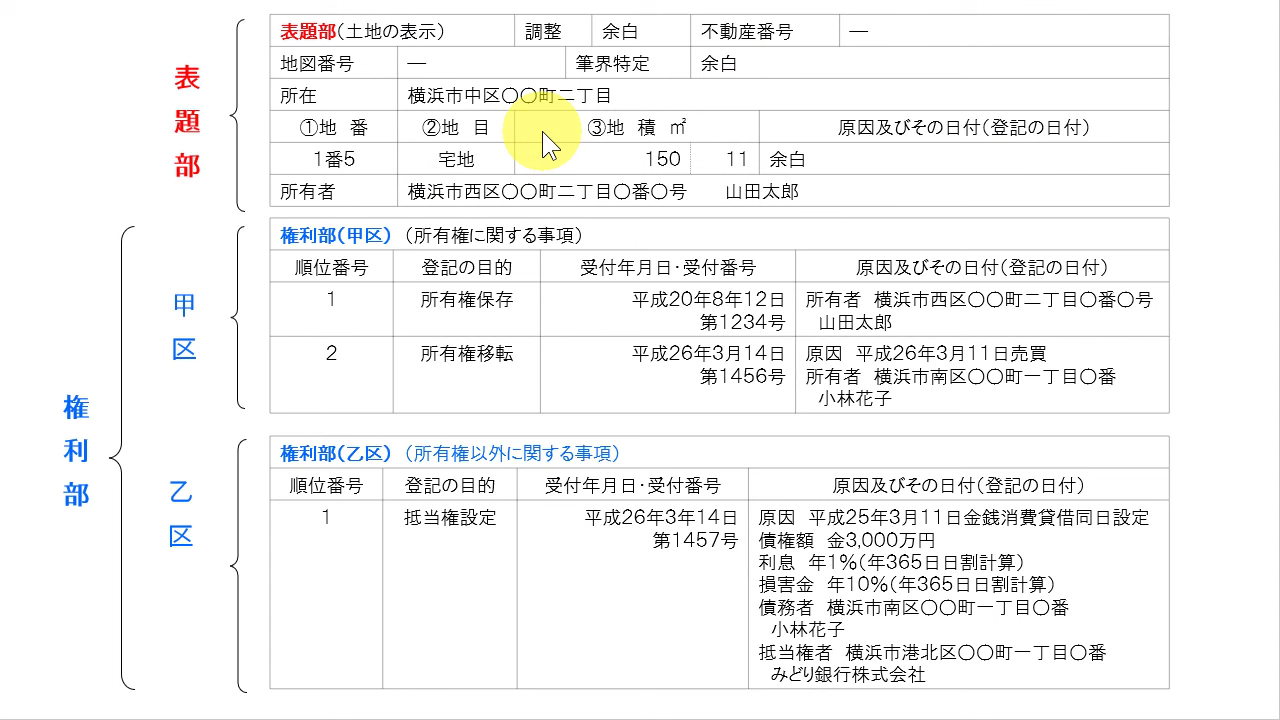 表題部
表題部（土地の表示） 調整 余白 不動産番号 ―
地図番号 ― 筆界特定 余白
所在 横浜市中区〇〇町二丁目
①地 番 ②地 目 ③地 積 ㎡ 原因及びその日付（登記の日付）
1番5 宅地 150 11 余白
所有者 横浜市西区〇〇町二丁目〇番〇号 山田太郎
権利部
甲区
権利部（甲区） （所有権に関する事項）
順位番号 登記の目的 受付年月日・受付番号 原因及びその日付（登記の日付）
1 所有権保存 平成20年8年12日 所有者 横浜市西区〇〇町二丁目〇番〇号
第1234号 山田太郎
2 所有権移転 平成26年3月14日 原因 平成26年3月11日売買
第1456号 所有者 横浜市南区〇〇町一丁目〇番
小林花子
乙区
権利部（乙区） （所有権以外に関する事項）
順位番号 登記の目的 受付年月日・受付番号 原因及びその日付（登記の日付）
1 抵当権設定 平成26年3年14日 原因 平成25年3月11日金銭消費貸借同日設定
第1457号 債権額 金3,000万円
利息 年1％（年365日日割計算）
損害金 年10％（年365日日割計算）
債務者 横浜市南区〇〇町一丁目〇番
小林花子
抵当権者 横浜市港北区〇〇町一丁目〇番
みどり銀行株式会社